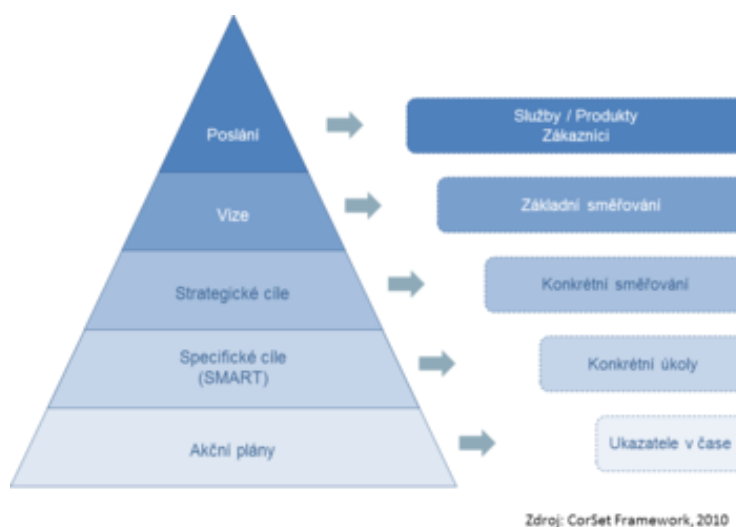 Poslání
Služby / Produkty
Zákazníci
Vize
Základní směřování
Strategické cíle
Konkrétní směřování
Specifické cíle
(SMART)
Konkrétní úkoly
Akční plány
Ukazatele v čase
Zdroj: CorSet Framework, 2010